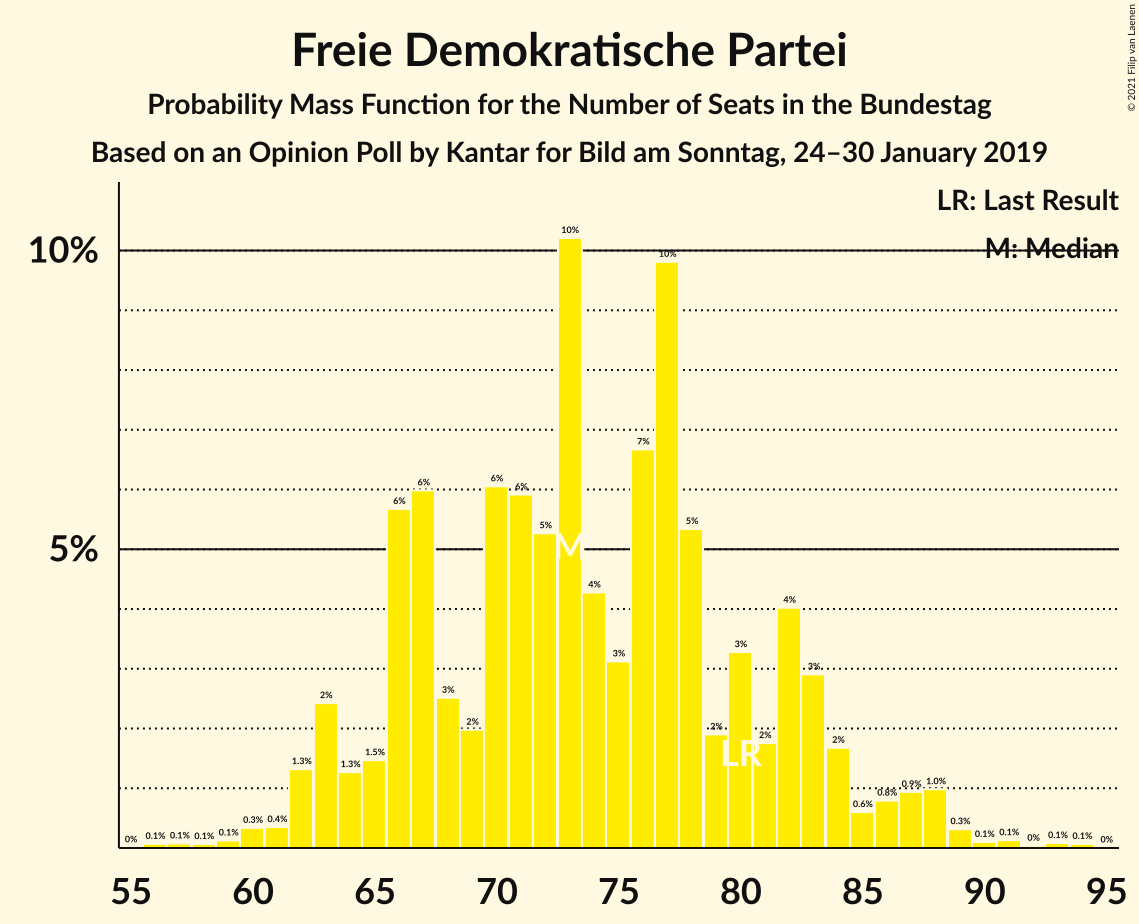 Freie Demokratische Partei
Probability Mass Function for the Number of Seats in the Bundestag
Based on an Opinion Poll by Kantar for Bild am Sonntag, 24–30 January 2019
© 2021 Filip van Laenen
LR: Last Result
M: Median
10%
5%
0% 0.1% 0.1% 0.1% 0.1% 0.3% 0.4% 1.3% 2% 1.3% 1.5% 6% 6% 3% 2% 6% 6% 5% 10% 4% 3% 7% 10% 5% 2% 3% 2% 4% 3% 2% 0.6% 0.8% 0.9% 1.0% 0.3% 0.1% 0.1% 0% 0.1% 0.1% 0%
M
LR
55 60 65 70 75 80 85 90 95